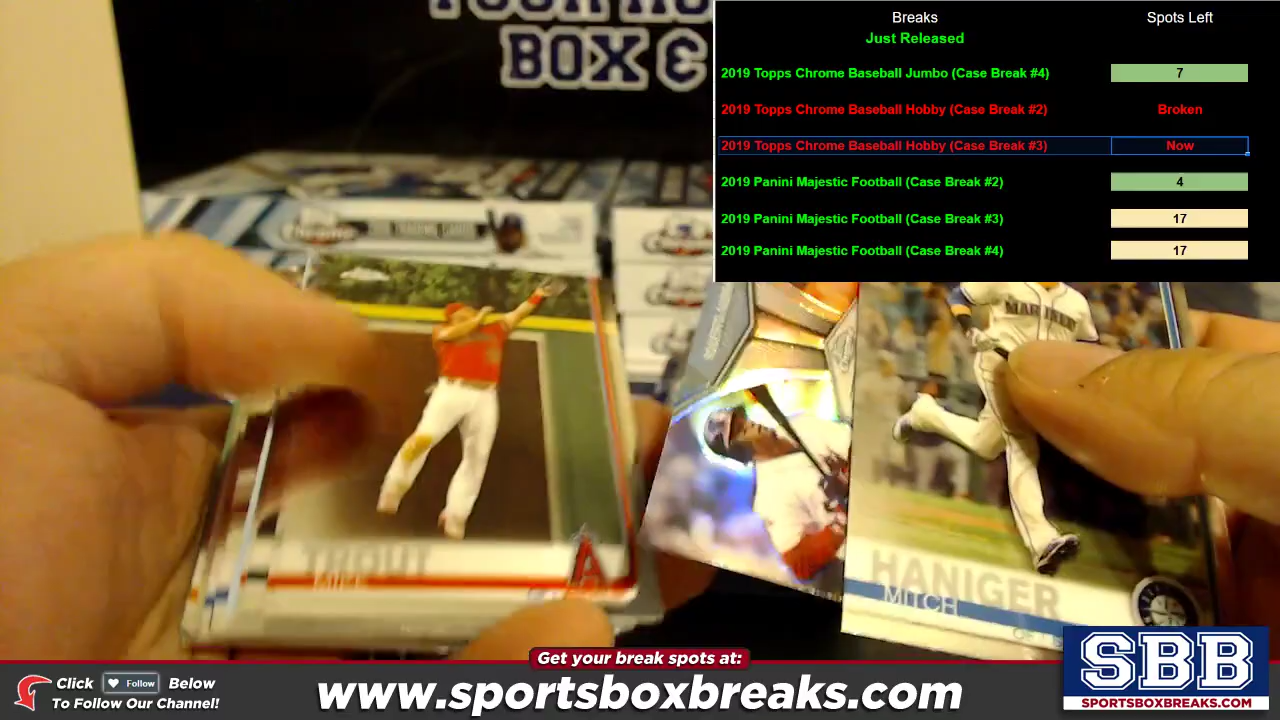 BOX &
Breaks Spots Left
Just Released
2019 Topps Chrome Baseball Jumbo (Case Break #4) 7
2019 Topps Chrome Baseball Hobby (Case Break #2) Broken
2019 Topps Chrome Baseball Hobby (Case Break #3) Now
2019 Panini Majestic Football (Case Break #2) 4
2019 Panini Majestic Football (Case Break #3) 17
2019 Panini Majestic Football (Case Break #4) 17
MARINERS
TROUT
MIKE
A
HANIGER
MITCH
Get your break spots at:
www.sportsboxbreaks.com
Click Follow Below
To Follow Our Channel!
SBB
SPORTSBOXBREAKS.COM